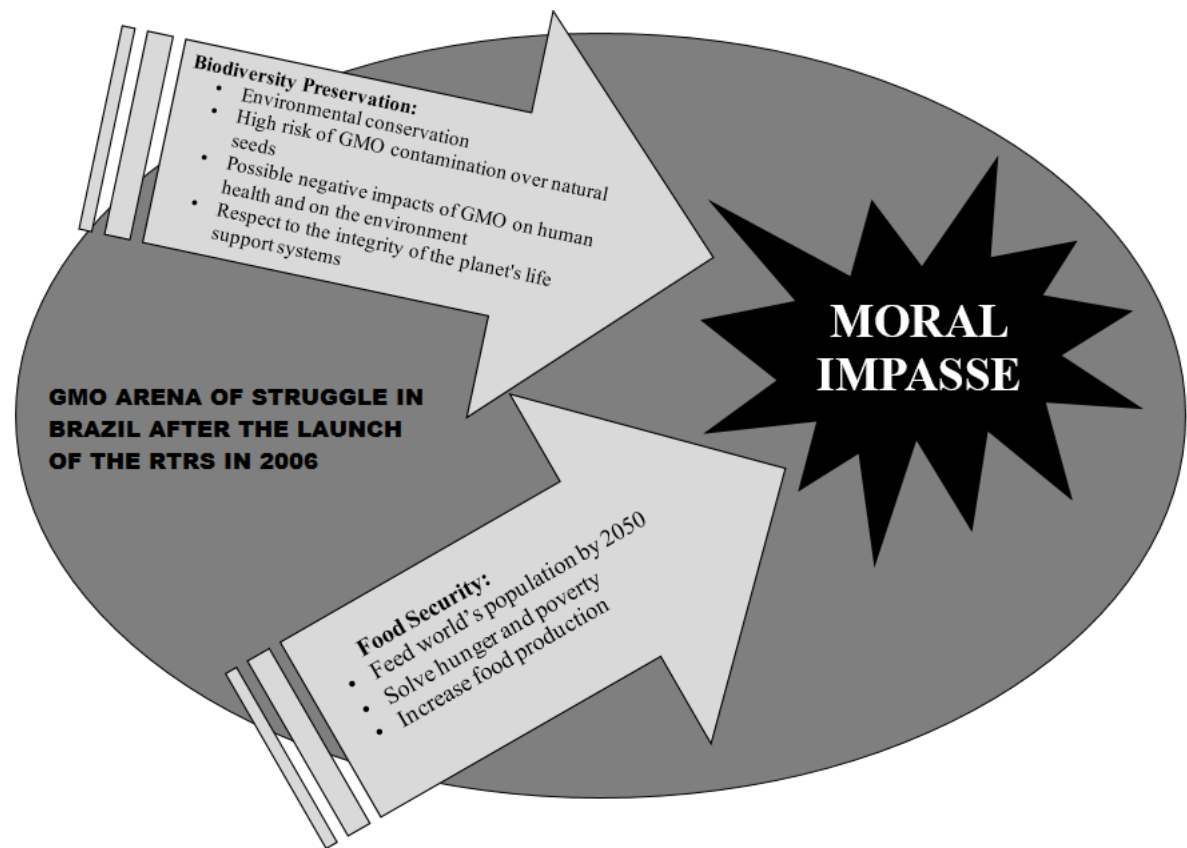 Biodiversity Preservation:
• Environmental conservation
• High risk of GMO contamination over natural
seeds
• Possible negative impacts of GMO on human
health and on the environment
• Respect to the integrity of the planet's life
support systems
MORAL
IMPASSE
GMO ARENA OF STRUGGLE IN
BRAZIL AFTER THE LAUNCH
OF THE RTRS IN 2006
Food Security:
• Feed world’s population by 2050
• Solve hunger and poverty
• Increase food production